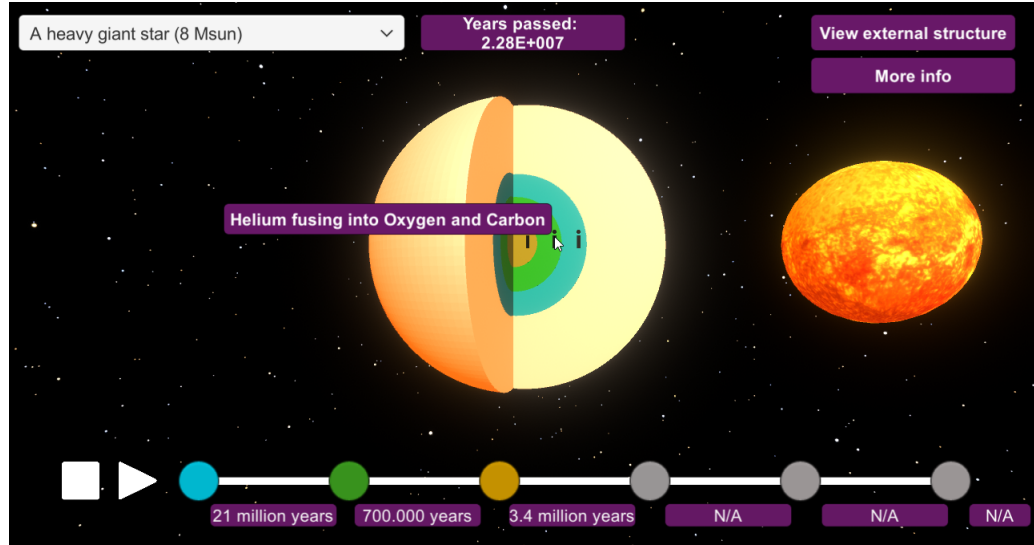 A heavy giant star (8 Msun)
Years passed:
2.28E+007
View external structure
More info
Helium fusing into Oxygen and Carbon
i i i
21 million years
700.000 years
3.4 million years
N/A
N/A
N/A